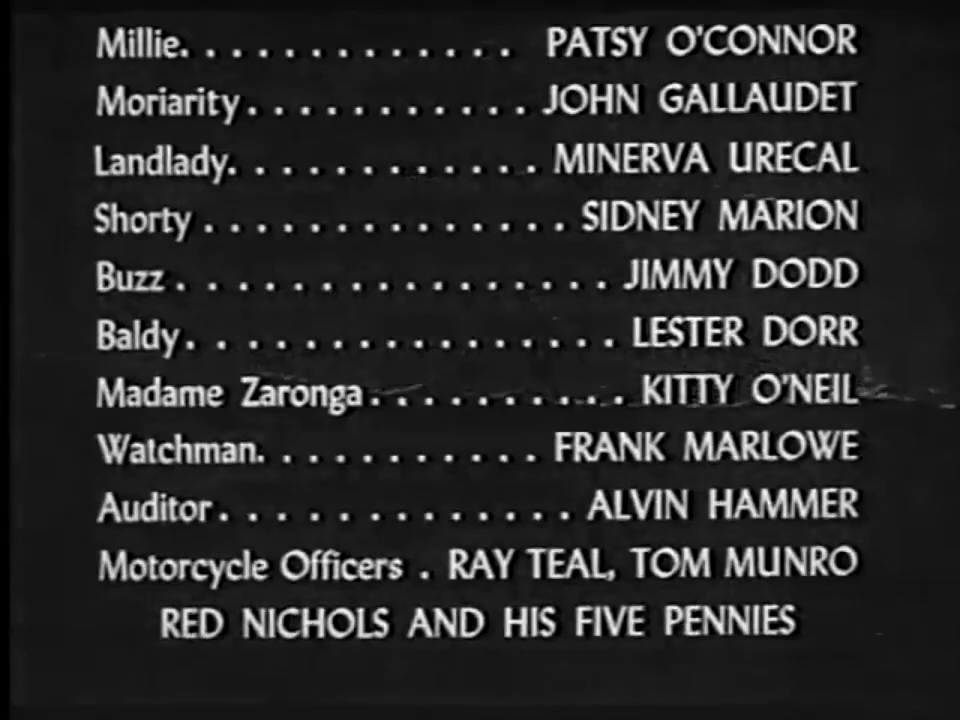 Millie. . . . . . . . . . . . . PATSY O'CONNOR
Moriarity . . . . . . . . . . . JOHN GALLAUDET
Landlady. . . . . . . . . . . . MINERVA URECAL
Shorty . . . . . . . . . . . . . . SIDNEY MARION
Buzz . . . . . . . . . . . . . . . . JIMMY DODD
Baldy . . . . . . . . . . . . . . . . LESTER DORR
Madame Zaronga . . . . . . . . . . KITTY O'NEIL
Watchman. . . . . . . . . . . FRANK MARLOWE
Auditor . . . . . . . . . . . . . ALVIN HAMMER
Motorcycle Officers . RAY TEAL, TOM MUNRO
RED NICHOLS AND HIS FIVE PENNIES